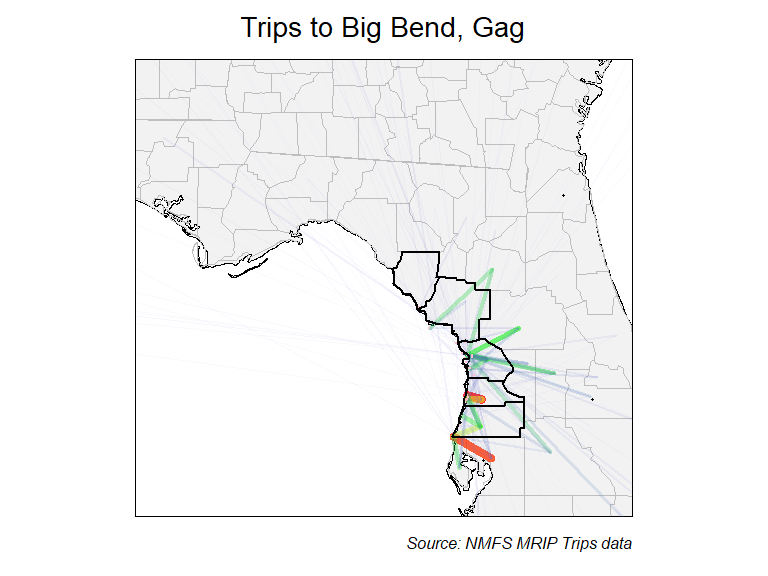 Trips to Big Bend, Gag
Source: NMFS MRIP Trips data